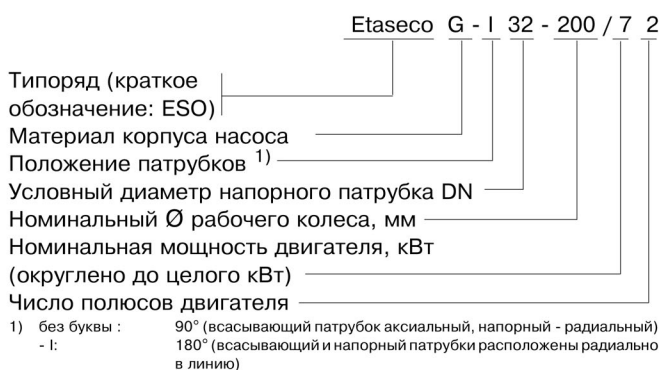 Etaseco G - I 32 - 200 / 7 2
Типоряд (краткое
обозначение: ESO)
Материал корпуса насоса
Положение патрубков 1)
Условный диаметр напорного патрубка DN
Номинальный Ø рабочего колеса, мм
Номинальная мощность двигателя, кВт
(округлено до целого кВт)
Число полюсов двигателя
1) без буквы : 90° (всасывающий патрубок аксиальный, напорный - радиальный)
- I: 180° (всасывающий и напорный патрубки расположены радиально
в линию)